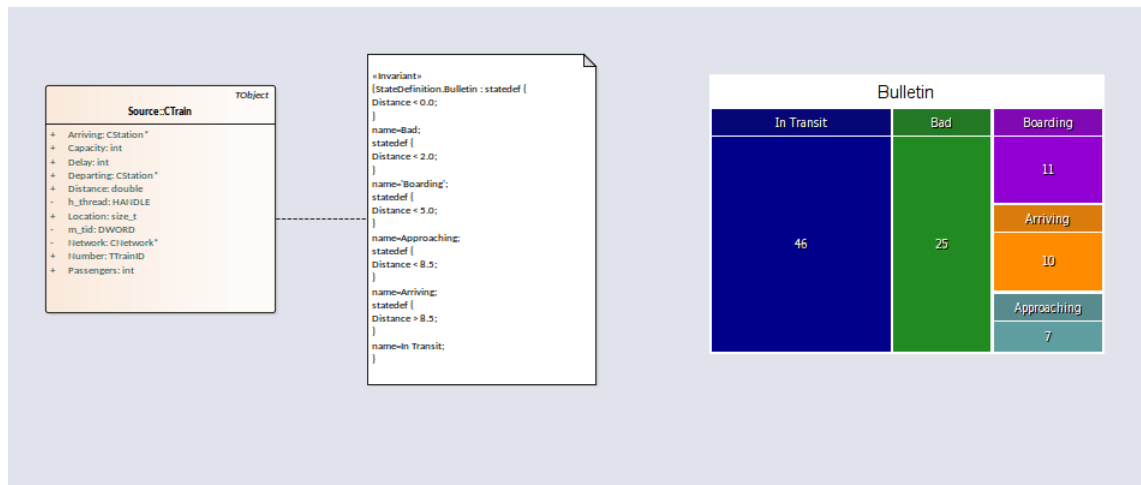 TObject
Source::CTrain
+ Arriving: CStation*
+ Capacity: int
+ Delay: int
+ Departing: CStation*
+ Distance: double
- h_thread: HANDLE
+ Location: size_t
- m_tid: DWORD
- Network: CNetwork*
+ Number: TTrainID
+ Passengers: int
«Invariant»
{StateDefinition.Bulletin : statedef {
Distance < 0.0;
}
name=Bad;
statedef {
Distance < 2.0;
}
name='Boarding';
statedef {
Distance < 5.0;
}
name=Approaching;
statedef {
Distance < 8.5;
}
name=Arriving;
statedef {
Distance > 8.5;
}
name=In Transit;
}
Bulletin
In Transit
46
Bad
25
Boarding
11
Arriving
10
Approaching
7